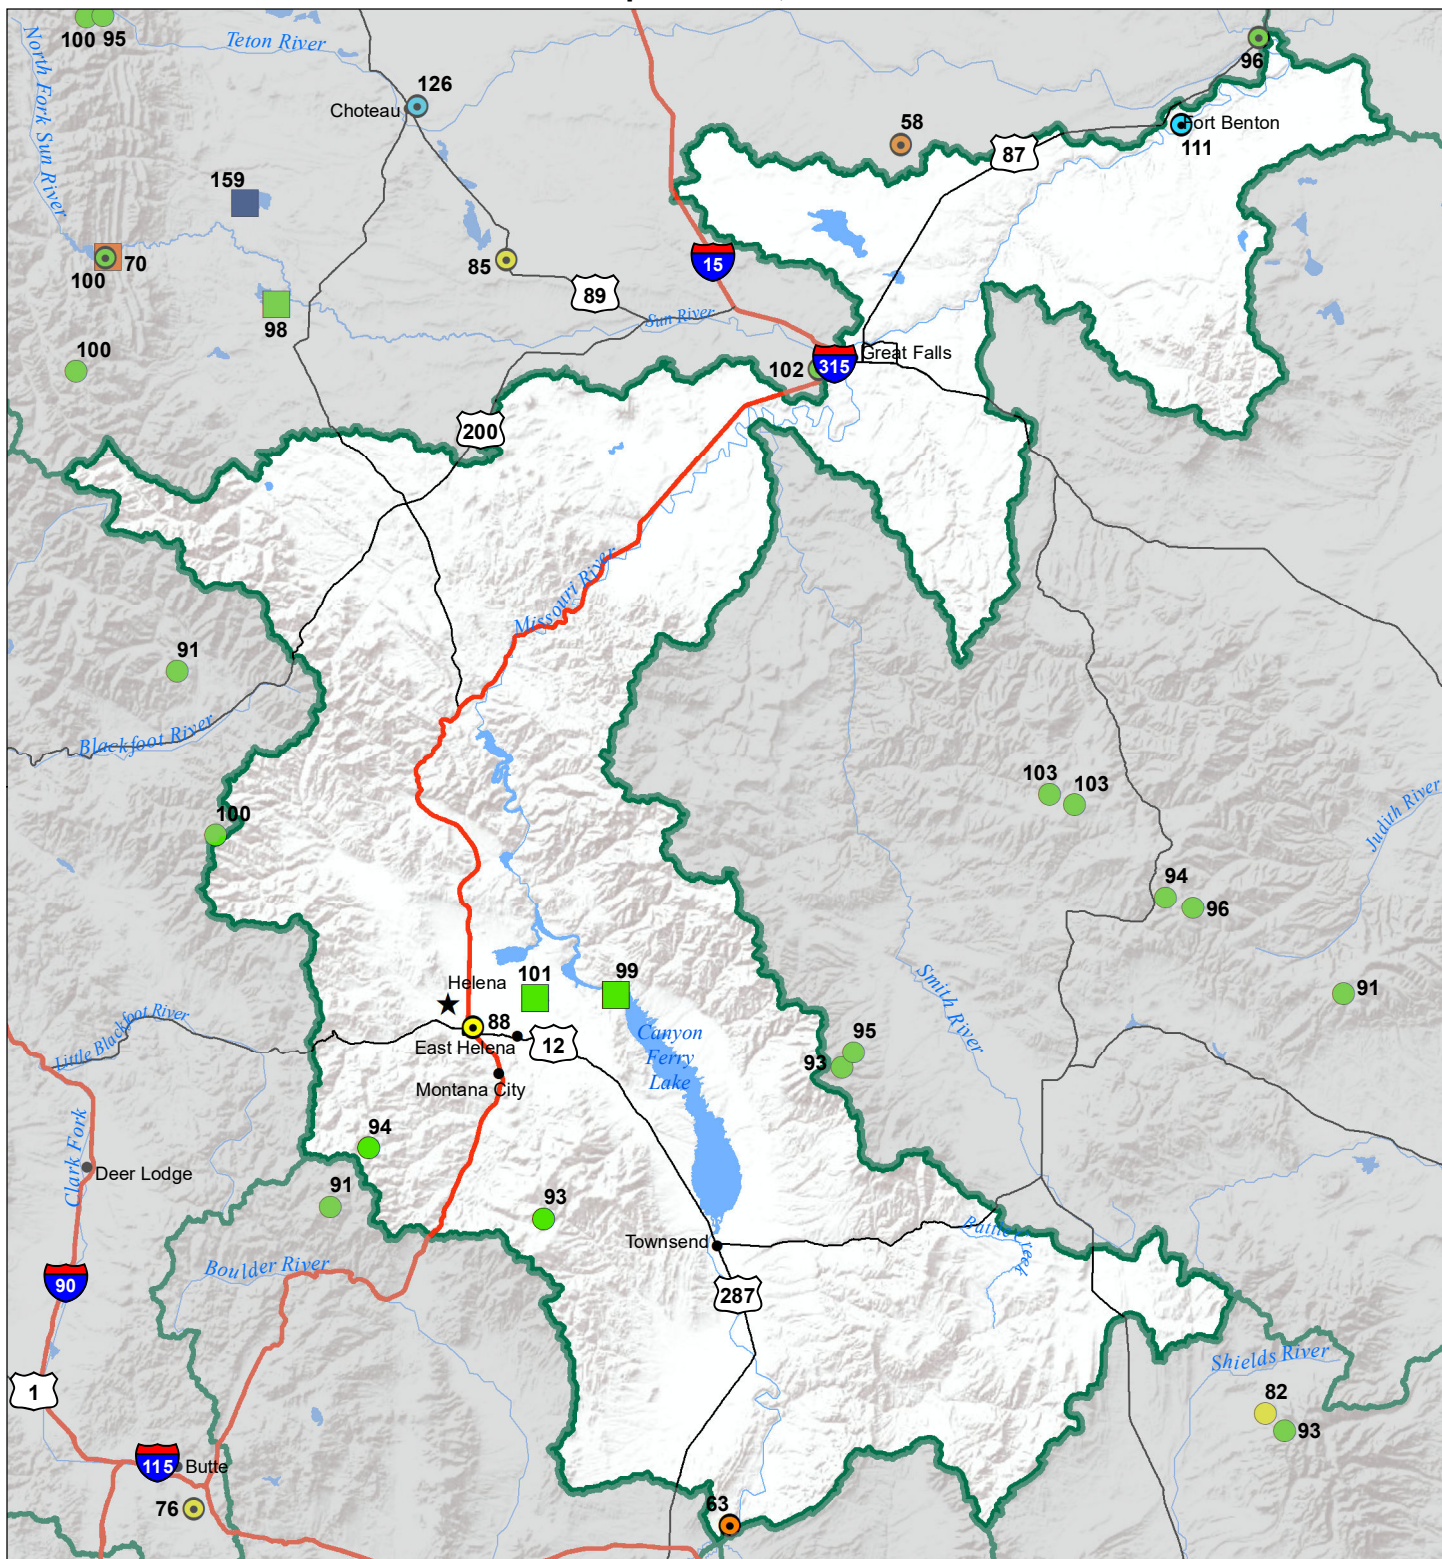 100 95
Teton River
North Fork Sun River
126
Choteau
96
58
87
Fort Benton
111
159
100
70
85
15
89
98
Sun River
100
102
315
Great Falls
200
Missouri River
91
Blackfoot River
103
103
Judith River
100
94
96
Smith River
Helena
101
99
91
88
East Helena
12
Canyon
Ferry
Lake
95
93
Little Blackfoot River
Montana City
94
Clark Fork
Deer Lodge
91
93
Townsend
Battle Creek
Boulder River
90
287
Shields River
1
82
93
115
Butte
76
63